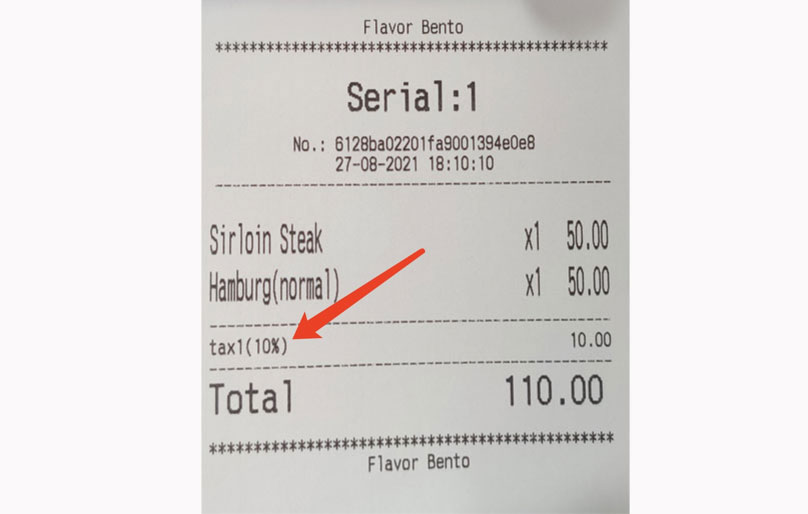 Flavor Bento
************************************************
Serial:1
No.: 6128ba02201fa9001394e0e8
27-08-2021 18:10:10
------------------------------------------------
Sirloin Steak x1 50.00
Hamburg(normal) x1 50.00
------------------------------------------------
tax1(10%) 10.00
------------------------------------------------
Total 110.00
************************************************
Flavor Bento